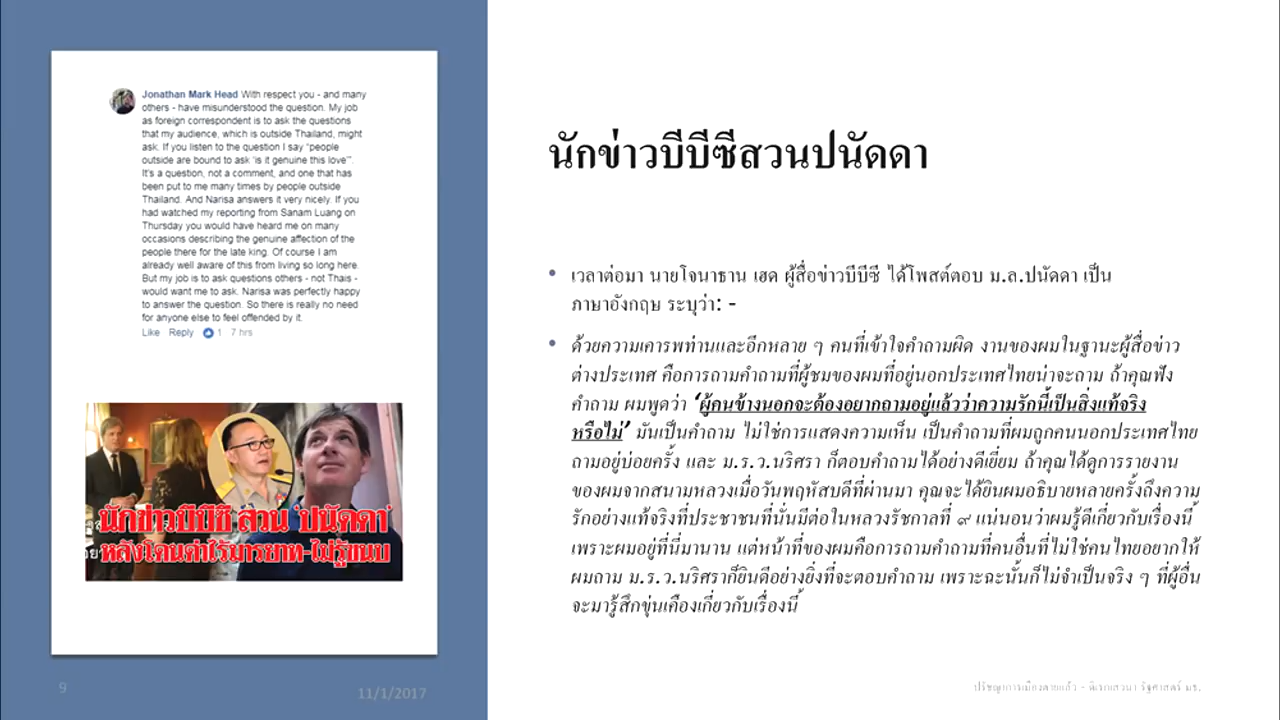 Jonathan Mark Head With respect you - and many
others - have misunderstood the question. My job
as foreign correspondent is to ask the questions
that my audience, which is outside Thailand, might
ask. If you listen to the question I say "people
outside are bound to ask 'is it genuine this love'".
It's a question, not a comment, and one that has
been put to me many times by people outside
Thailand. And Narisa answers it very nicely. If you
had watched my reporting from Sanam Luang on
Thursday you would have heard me on many
occasions describing the genuine affection of the
people there for the late king. Of course I am
already well aware of this from living so long here.
But my job is to ask questions others - not Thais -
would want me to ask. Narisa was perfectly happy
to answer the question. So there is really no need
for anyone else to feel offended by it.
Like Reply 1 7 hrs
นักข่าวบีบีซี สวน 'ปนัดดา'
หลังโดนด่าไร้มารยาท-ไม่รู้ขนบ
9
11/1/2017
นักข่าวบีบีซีสวนปนัดดา
• เวลาต่อมา นายโจนาธาน เฮด ผู้สื่อข่าวบีบีซี ได้โพสต์ตอบ ม.ล.ปนัดดา เป็น
ภาษาอังกฤษ ระบุว่า: -
• ด้วยความเคารพท่านและอีกหลาย ๆ คนที่เข้าใจคำถามผิด งานของผมในฐานะผู้สื่อข่าว
ต่างประเทศ คือการถามคำถามที่ผู้ชมของผมที่อยู่นอกประเทศไทยน่าจะถาม ถ้าคุณฟัง
คำถาม ผมพูดว่า 'ผู้คนข้างนอกจะต้องอยากถามอยู่แล้วว่าความรักนี้เป็นสิ่งแท้จริง
หรือไม่' มันเป็นคำถาม ไม่ใช่การแสดงความเห็น เป็นคำถามที่ผมถูกคนนอกประเทศไทย
ถามอยู่บ่อยครั้ง และ ม.ร.ว.นริศรา ก็ตอบคำถามได้อย่างดีเยี่ยม ถ้าคุณได้ดูการรายงาน
ของผมจากสนามหลวงเมื่อวันพฤหัสบดีที่ผ่านมา คุณจะได้ยินผมอธิบายหลายครั้งถึงความ
รักอย่างแท้จริงที่ประชาชนที่นั่นมีต่อในหลวงรัชกาลที่ ๙ แน่นอนว่าผมรู้ดีเกี่ยวกับเรื่องนี้
เพราะผมอยู่ที่นี่มานาน แต่หน้าที่ของผมคือการถามคำถามที่คนอื่นที่ไม่ใช่คนไทยอยากให้
ผมถาม ม.ร.ว.นริศราก็ยินดีอย่างยิ่งที่จะตอบคำถาม เพราะฉะนั้นก็ไม่จำเป็นจริง ๆ ที่ผู้อื่น
จะมารู้สึกขุ่นเคืองเกี่ยวกับเรื่องนี้
ปรัชญาการเมืองตายแล้ว - ดิเรกเสวนา รัฐศาสตร์ มธ.